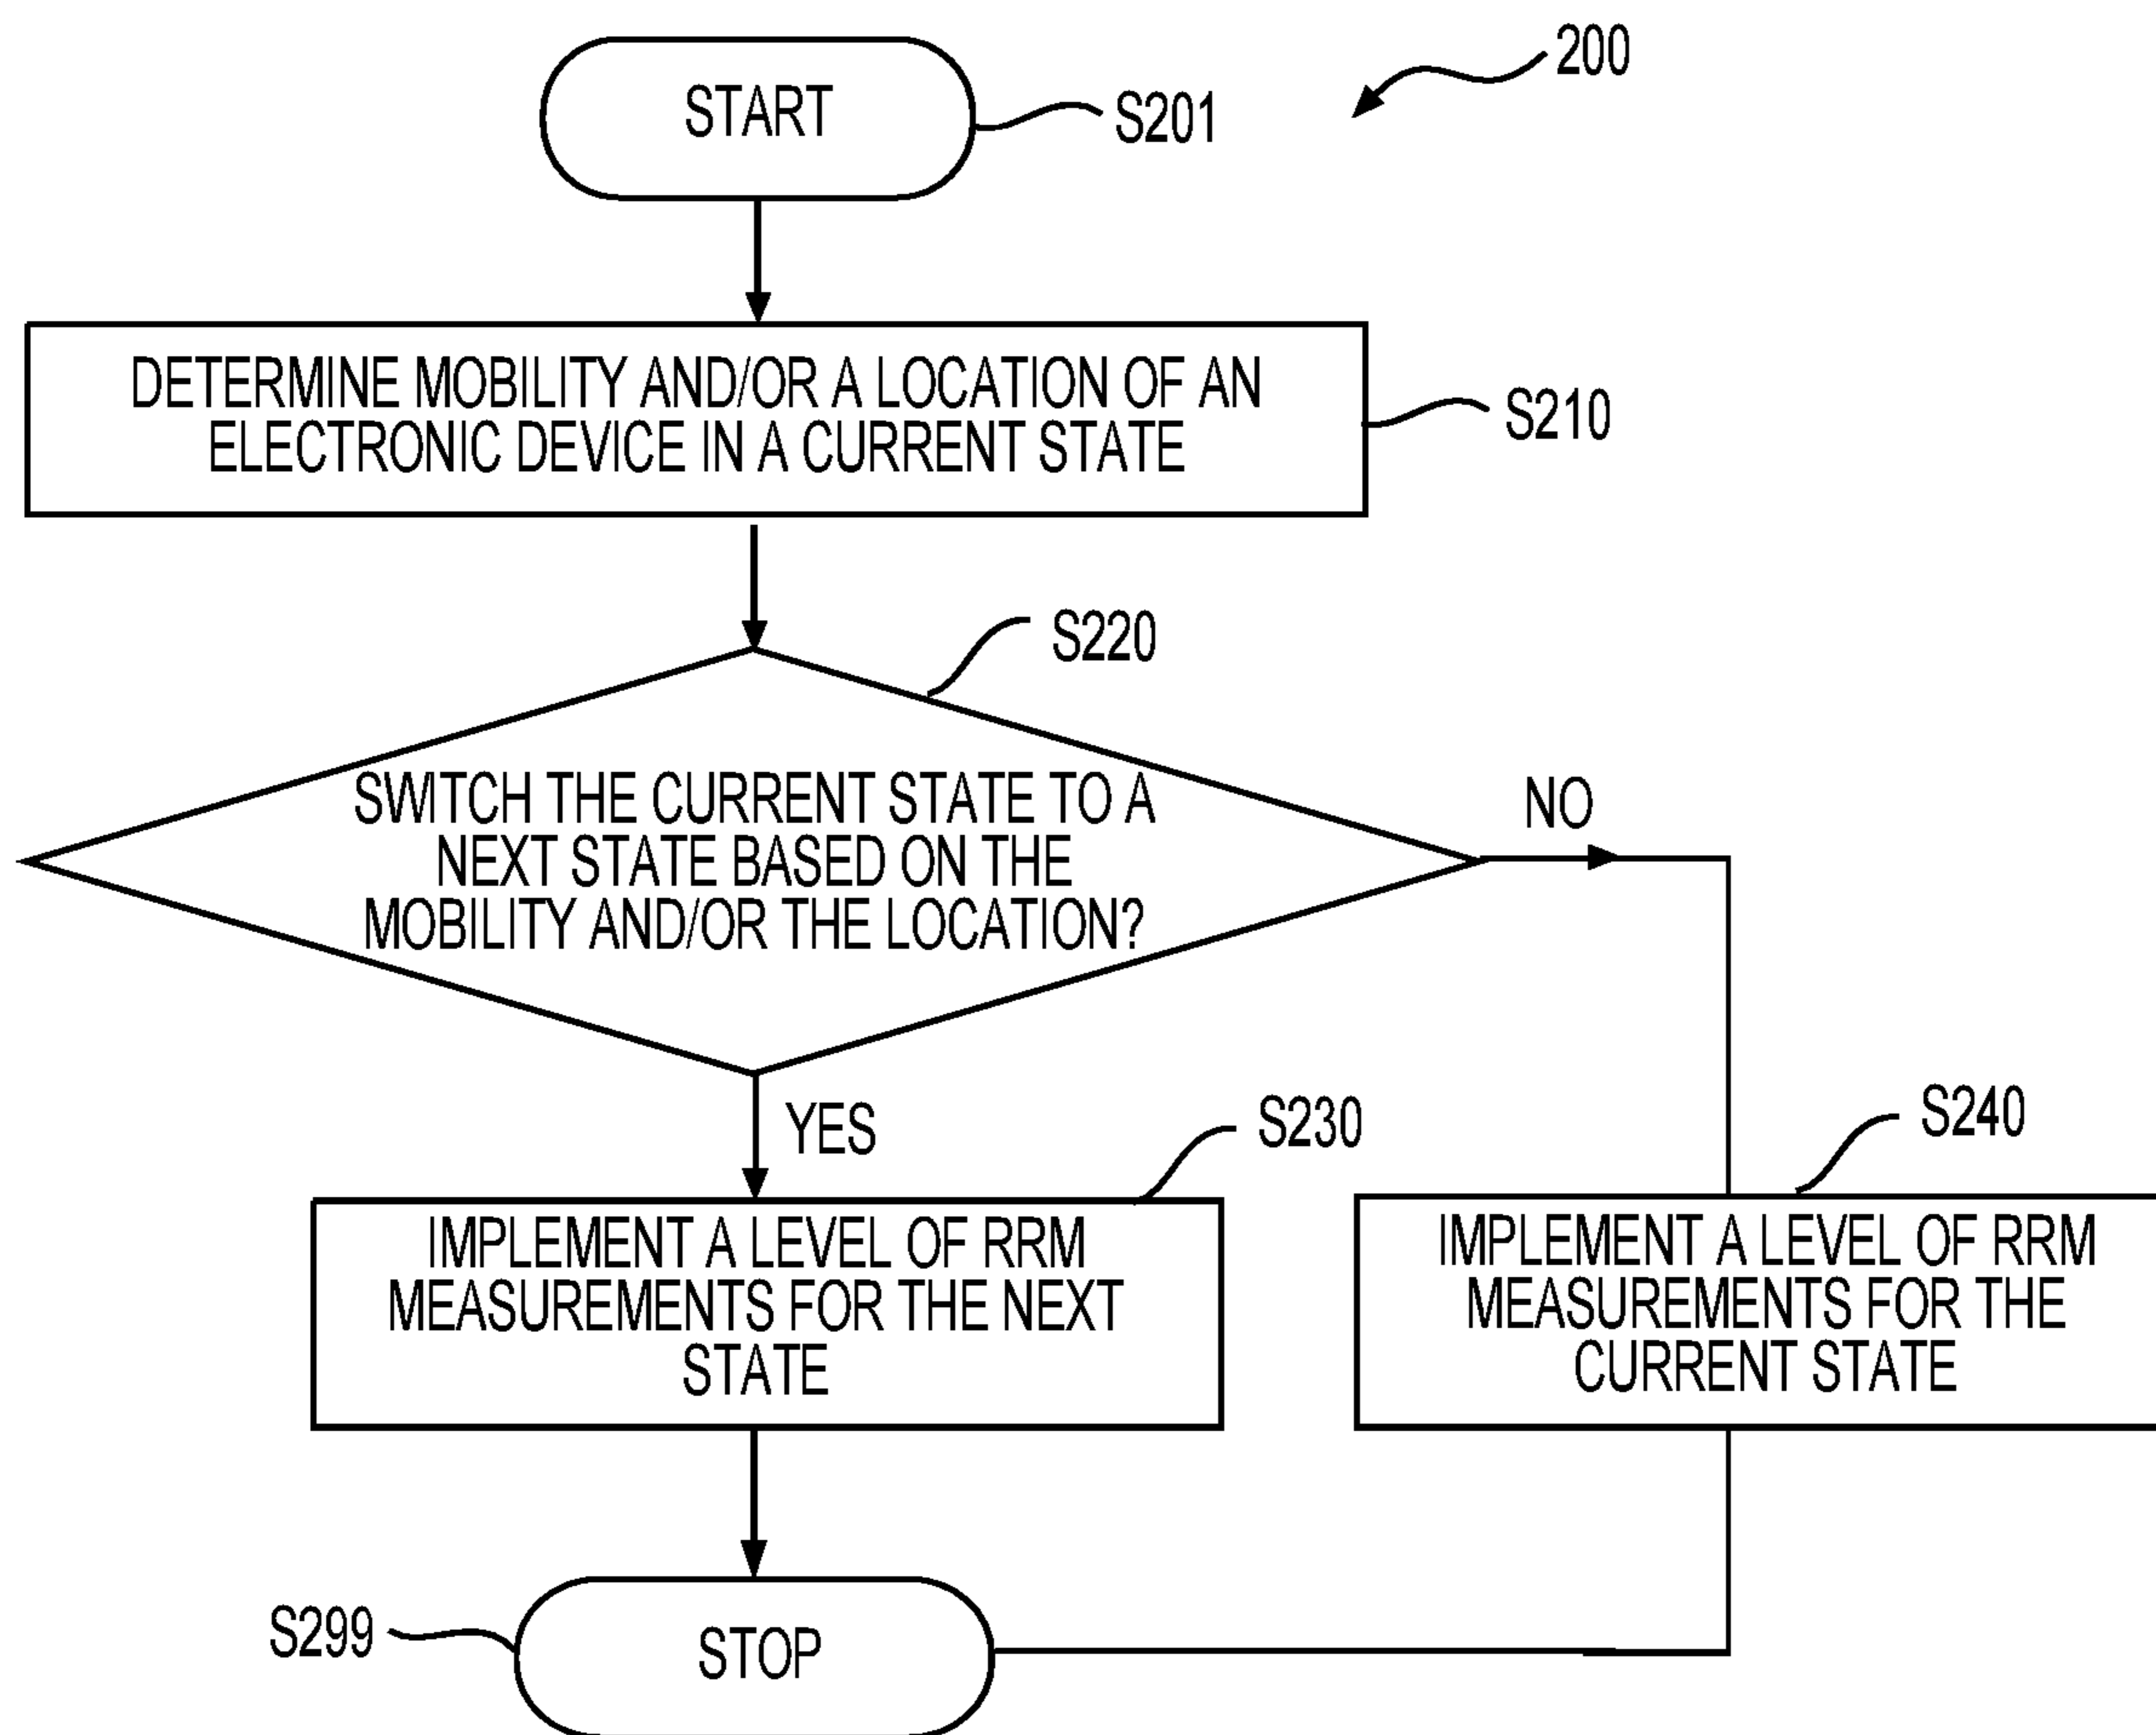 200
START
S201
DETERMINE MOBILITY AND/OR A LOCATION OF AN
ELECTRONIC DEVICE IN A CURRENT STATE
S210
S220
SWITCH THE CURRENT STATE TO A
NEXT STATE BASED ON THE
MOBILITY AND/OR THE LOCATION?
NO
YES
S230
IMPLEMENT A LEVEL OF RRM
MEASUREMENTS FOR THE NEXT
STATE
S240
IMPLEMENT A LEVEL OF RRM
MEASUREMENTS FOR THE
CURRENT STATE
S299
STOP